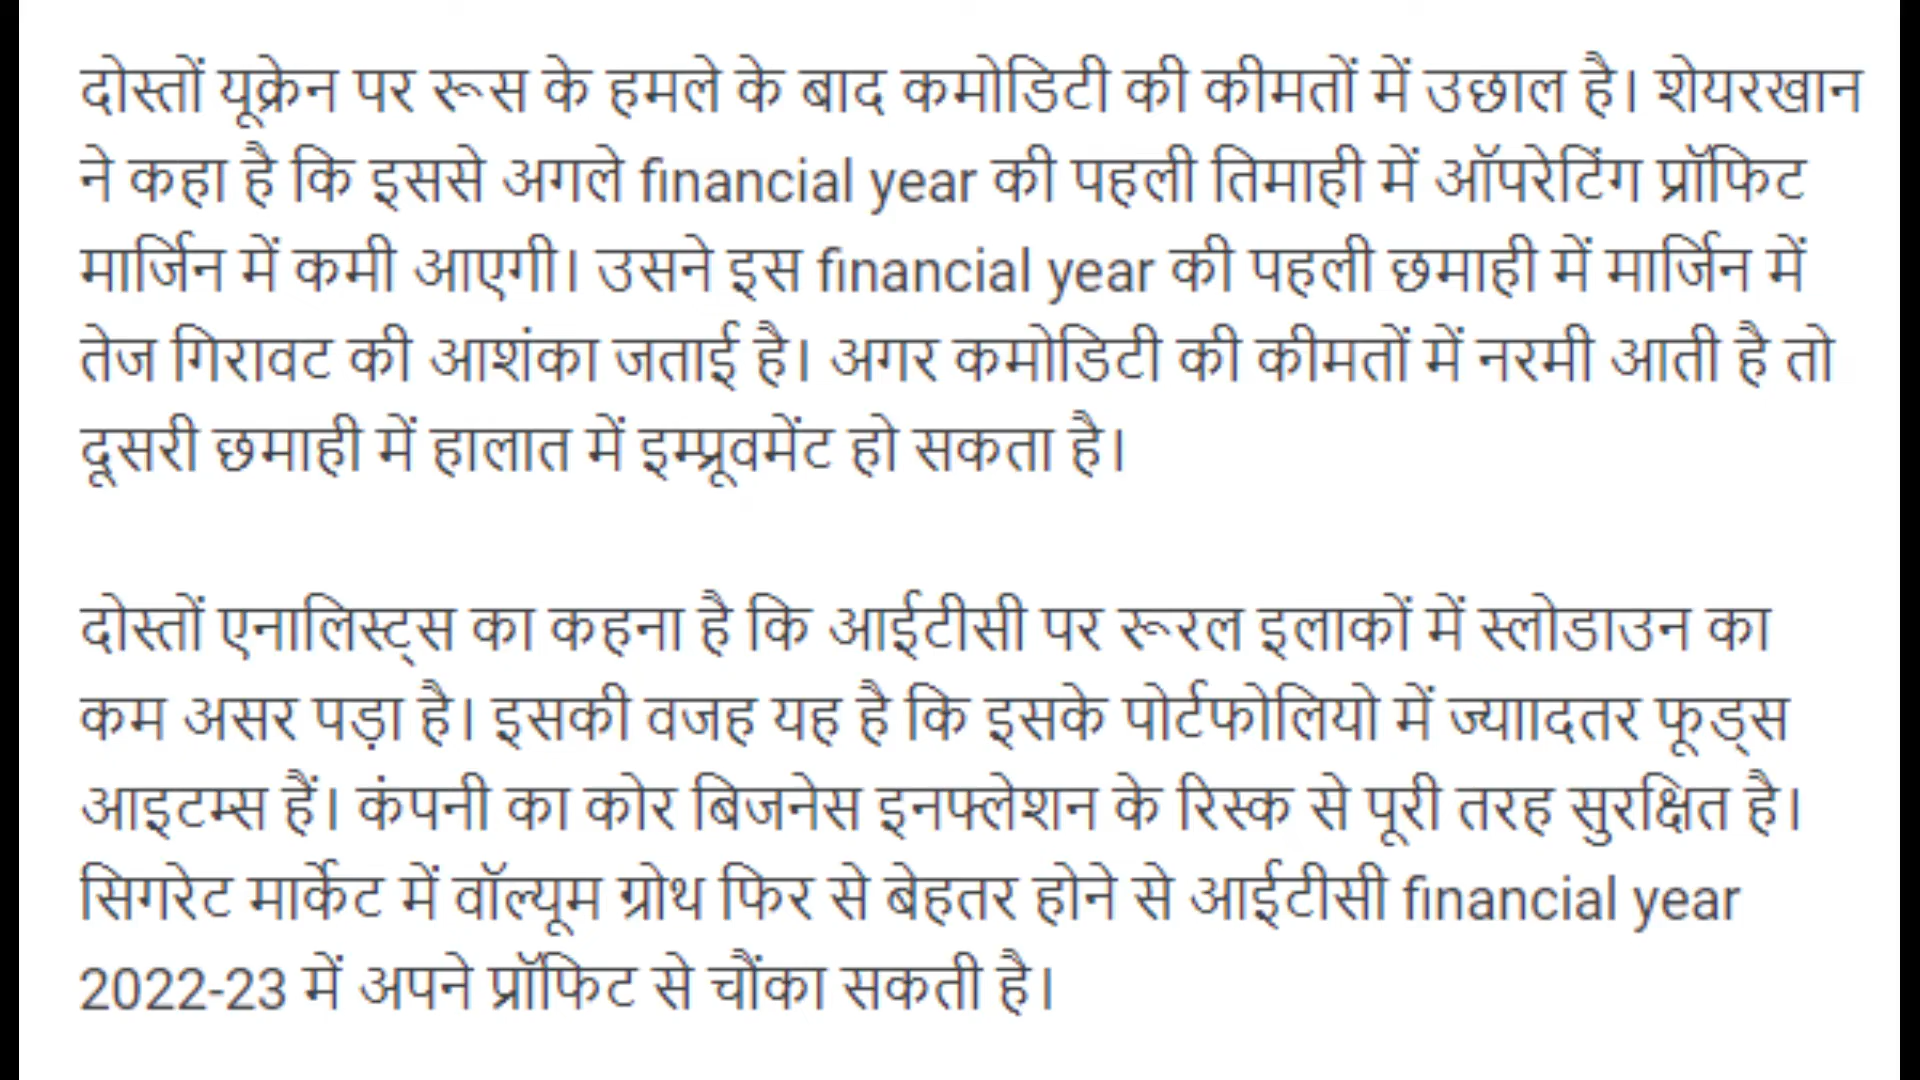 दोस्तों यूक्रेन पर रूस के हमले के बाद कमोडिटी की कीमतों में उछाल है। शेयरखान
ने कहा है कि इससे अगले financial year की पहली तिमाही में ऑपरेटिंग प्रॉफिट
मार्जिन में कमी आएगी। उसने इस financial year की पहली छमाही में मार्जिन में
तेज गिरावट की आशंका जताई है। अगर कमोडिटी की कीमतों में नरमी आती है तो
दूसरी छमाही में हालात में इम्प्रूवमेंट हो सकता है।
दोस्तों एनालिस्ट्स का कहना है कि आईटीसी पर रूरल इलाकों में स्लोडाउन का
कम असर पड़ा है। इसकी वजह यह है कि इसके पोर्टफोलियो में ज्याादतर फूड्स
आइटम्स हैं। कंपनी का कोर बिजनेस इनफ्लेशन के रिस्क से पूरी तरह सुरक्षित है।
सिगरेट मार्केट में वॉल्यूम ग्रोथ फिर से बेहतर होने से आईटीसी financial year
2022-23 में अपने प्रॉफिट से चौंका सकती है।